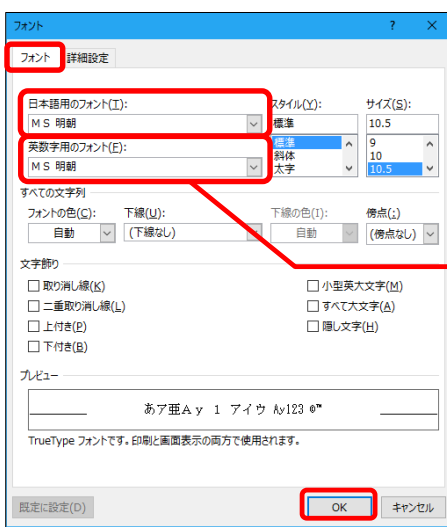 フォント ? ×
フォント 詳細設定
日本語用のフォント(T): スタイル(Y): サイズ(S):
ＭＳ 明朝 標準 10.5
英数字用のフォント(F): 標準 9
ＭＳ 明朝 斜体 10
太字 10.5
すべての文字列
フォントの色(C): 下線(U): 下線の色(I): 傍点(:)
自動 (下線なし) 自動 (傍点なし)
文字飾り
取り消し線(K) 小型英大文字(M)
二重取り消し線(L) すべて大文字(A)
上付き(P) 隠し文字(H)
下付き(B)
プレビュー
あア亜Ａｙ １ アイウ Ay123 @™
TrueType フォントです。印刷と画面表示の両方で使用されます。
既定に設定(D) OK キャンセル